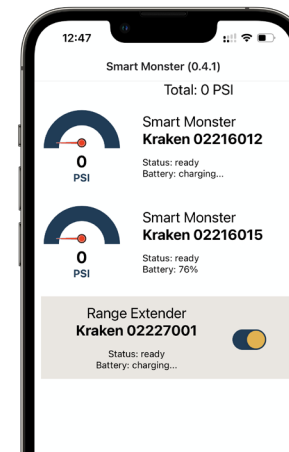 12:47
Smart Monster (0.4.1)
Total: 0 PSI
Smart Monster
Kraken 02216012
0
PSI
Status: ready
Battery: charging...
Smart Monster
Kraken 02216015
0
PSI
Status: ready
Battery: 76%
Range Extender
Kraken 02227001
Status: ready
Battery: charging...